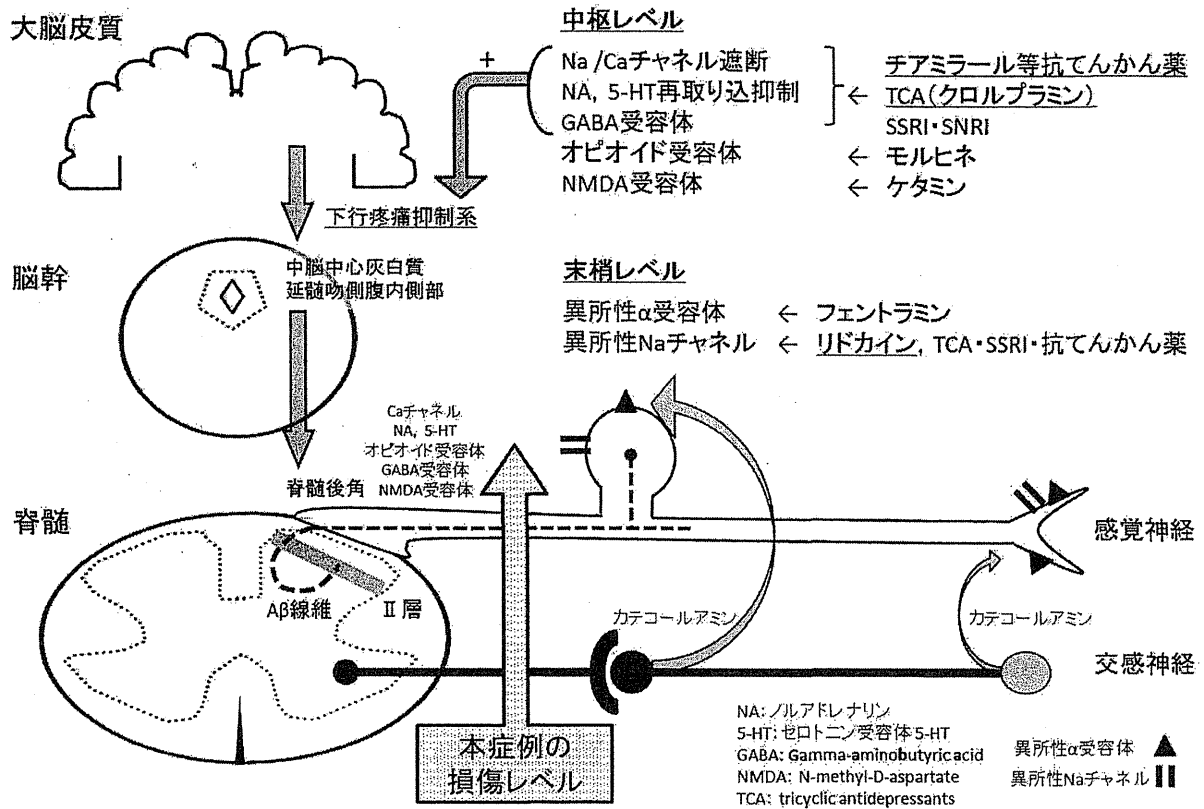 大脳皮質
中枢レベル
Na /Caチャネル遮断
NA, 5-HT再取り込抑制
GABA受容体
オピオイド受容体
NMDA受容体
チアミラール等抗てんかん薬
← TCA(クロルプラミン)
SSRI・SNRI
← モルヒネ
← ケタミン
+
下行疼痛抑制系
脳幹
中脳中心灰白質
延髄吻側腹内側部
末梢レベル
異所性α受容体 ← フェントラミン
異所性Naチャネル ← リドカイン, TCA・SSRI・抗てんかん薬
Caチャネル
NA, 5-HT
オピオイド受容体
GABA受容体
NMDA受容体
脊髄後角
脊髄
Aβ線維
Ⅱ層
感覚神経
カテコールアミン
カテコールアミン
交感神経
本症例の
損傷レベル
NA: ノルアドレナリン
5-HT: セロトニン受容体 5-HT
GABA: Gamma-aminobutyric acid
NMDA: N-methyl-D-aspartate
TCA: tricyclic antidepressants
異所性α受容体
異所性Naチャネル